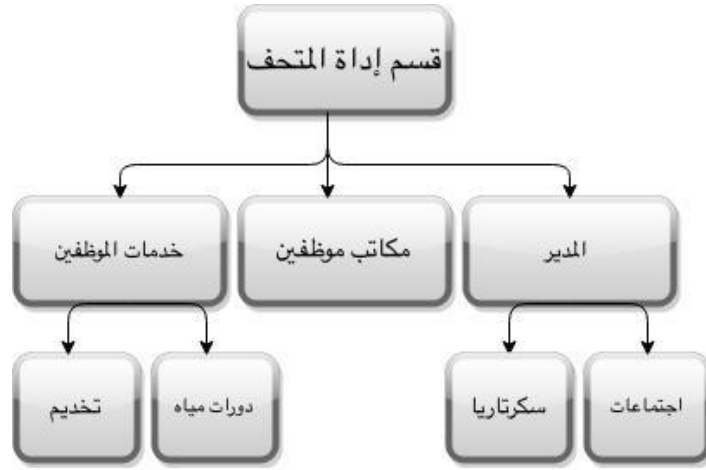 قسم إداة المتحف
المدير
مكاتب موظفين
خدمات الموظفين
اجتماعات
سكرتاريا
دورات مياه
تخديم